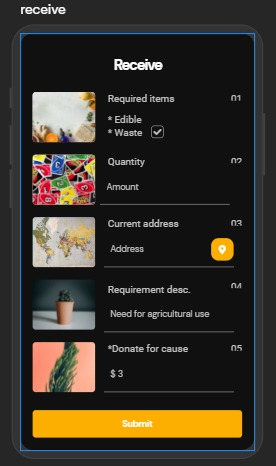 receive
Receive
Required items 01
* Edible
* Waste
Quantity 02
Amount
Current address 03
Address
Requirement desc. 04
Need for agricultural use
*Donate for cause 05
$ 3
Submit